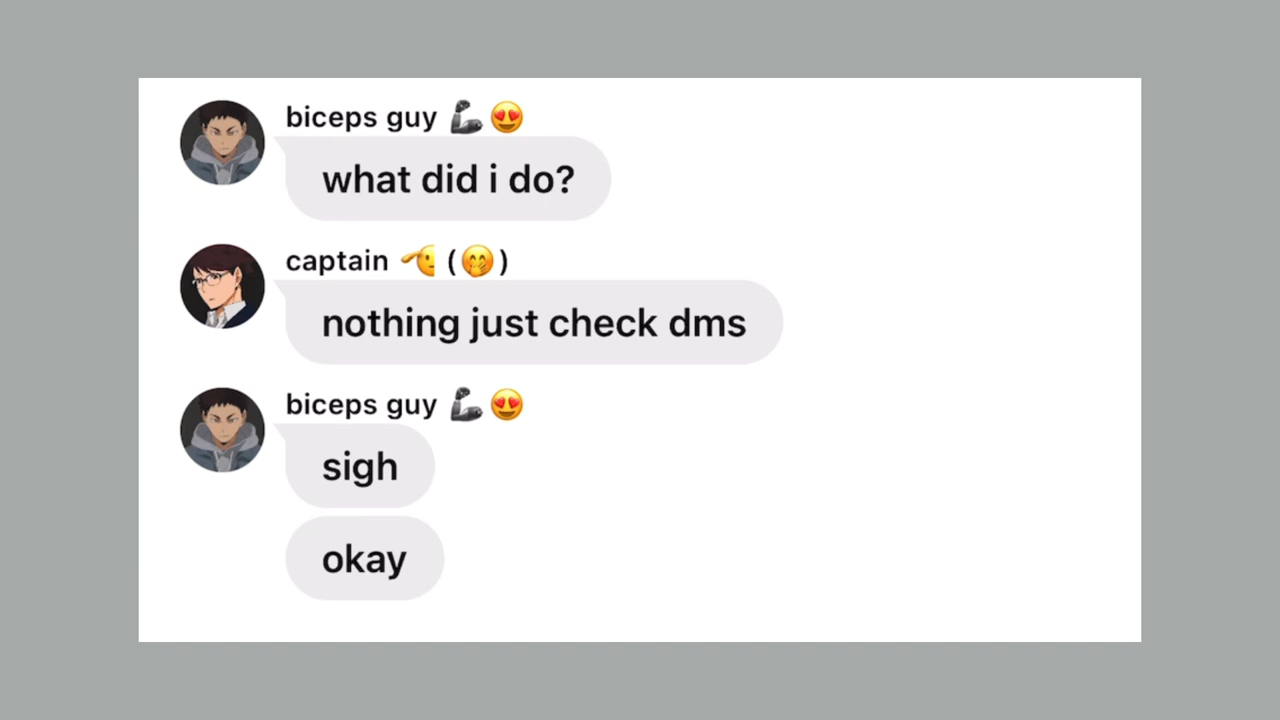 biceps guy 🦾😍
what did i do?
captain 🫡 (🤭)
nothing just check dms
biceps guy 🦾😍
sigh
okay